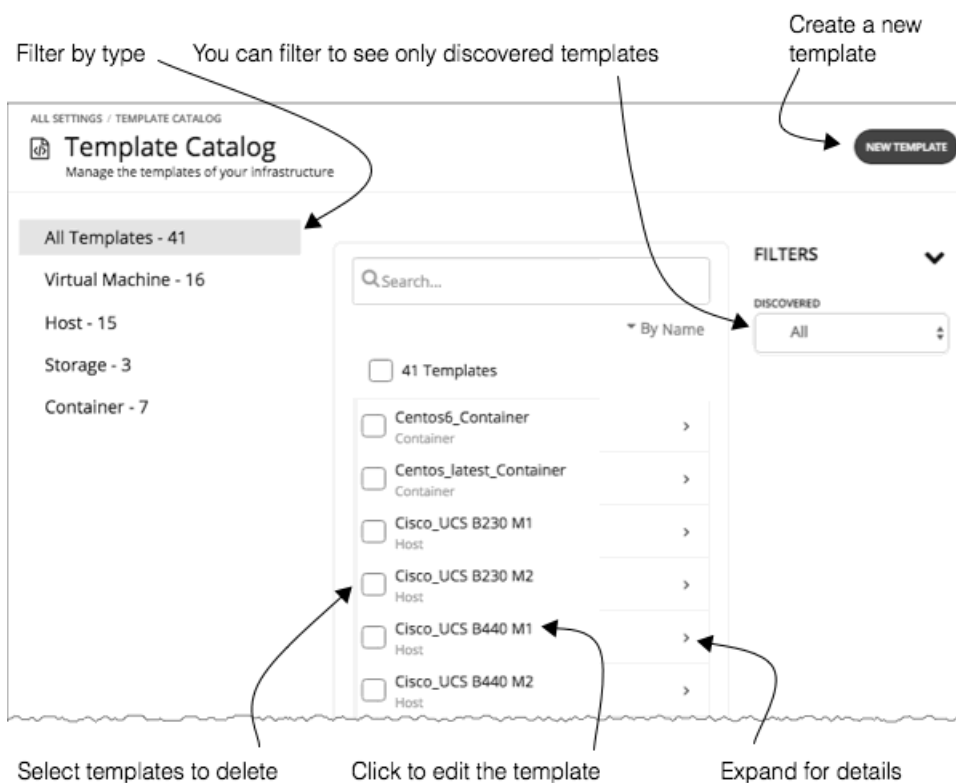 Create a new
template
Filter by type
You can filter to see only discovered templates
ALL SETTINGS / TEMPLATE CATALOG
Template Catalog
Manage the templates of your infrastructure
NEW TEMPLATE
All Templates - 41
Virtual Machine - 16
Host - 15
Storage - 3
Container - 7
Search...
By Name
41 Templates
Centos6_Container
Container
Centos_latest_Container
Container
Cisco_UCS B230 M1
Host
Cisco_UCS B230 M2
Host
Cisco_UCS B440 M1
Host
Cisco_UCS B440 M2
Host
FILTERS
DISCOVERED
All
Select templates to delete
Click to edit the template
Expand for details